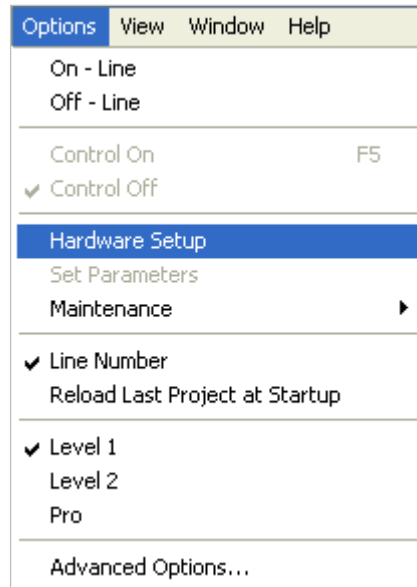 Options View Window Help
On - Line
Off - Line
Control On F5
Control Off
Hardware Setup
Set Parameters
Maintenance
Line Number
Reload Last Project at Startup
Level 1
Level 2
Pro
Advanced Options...